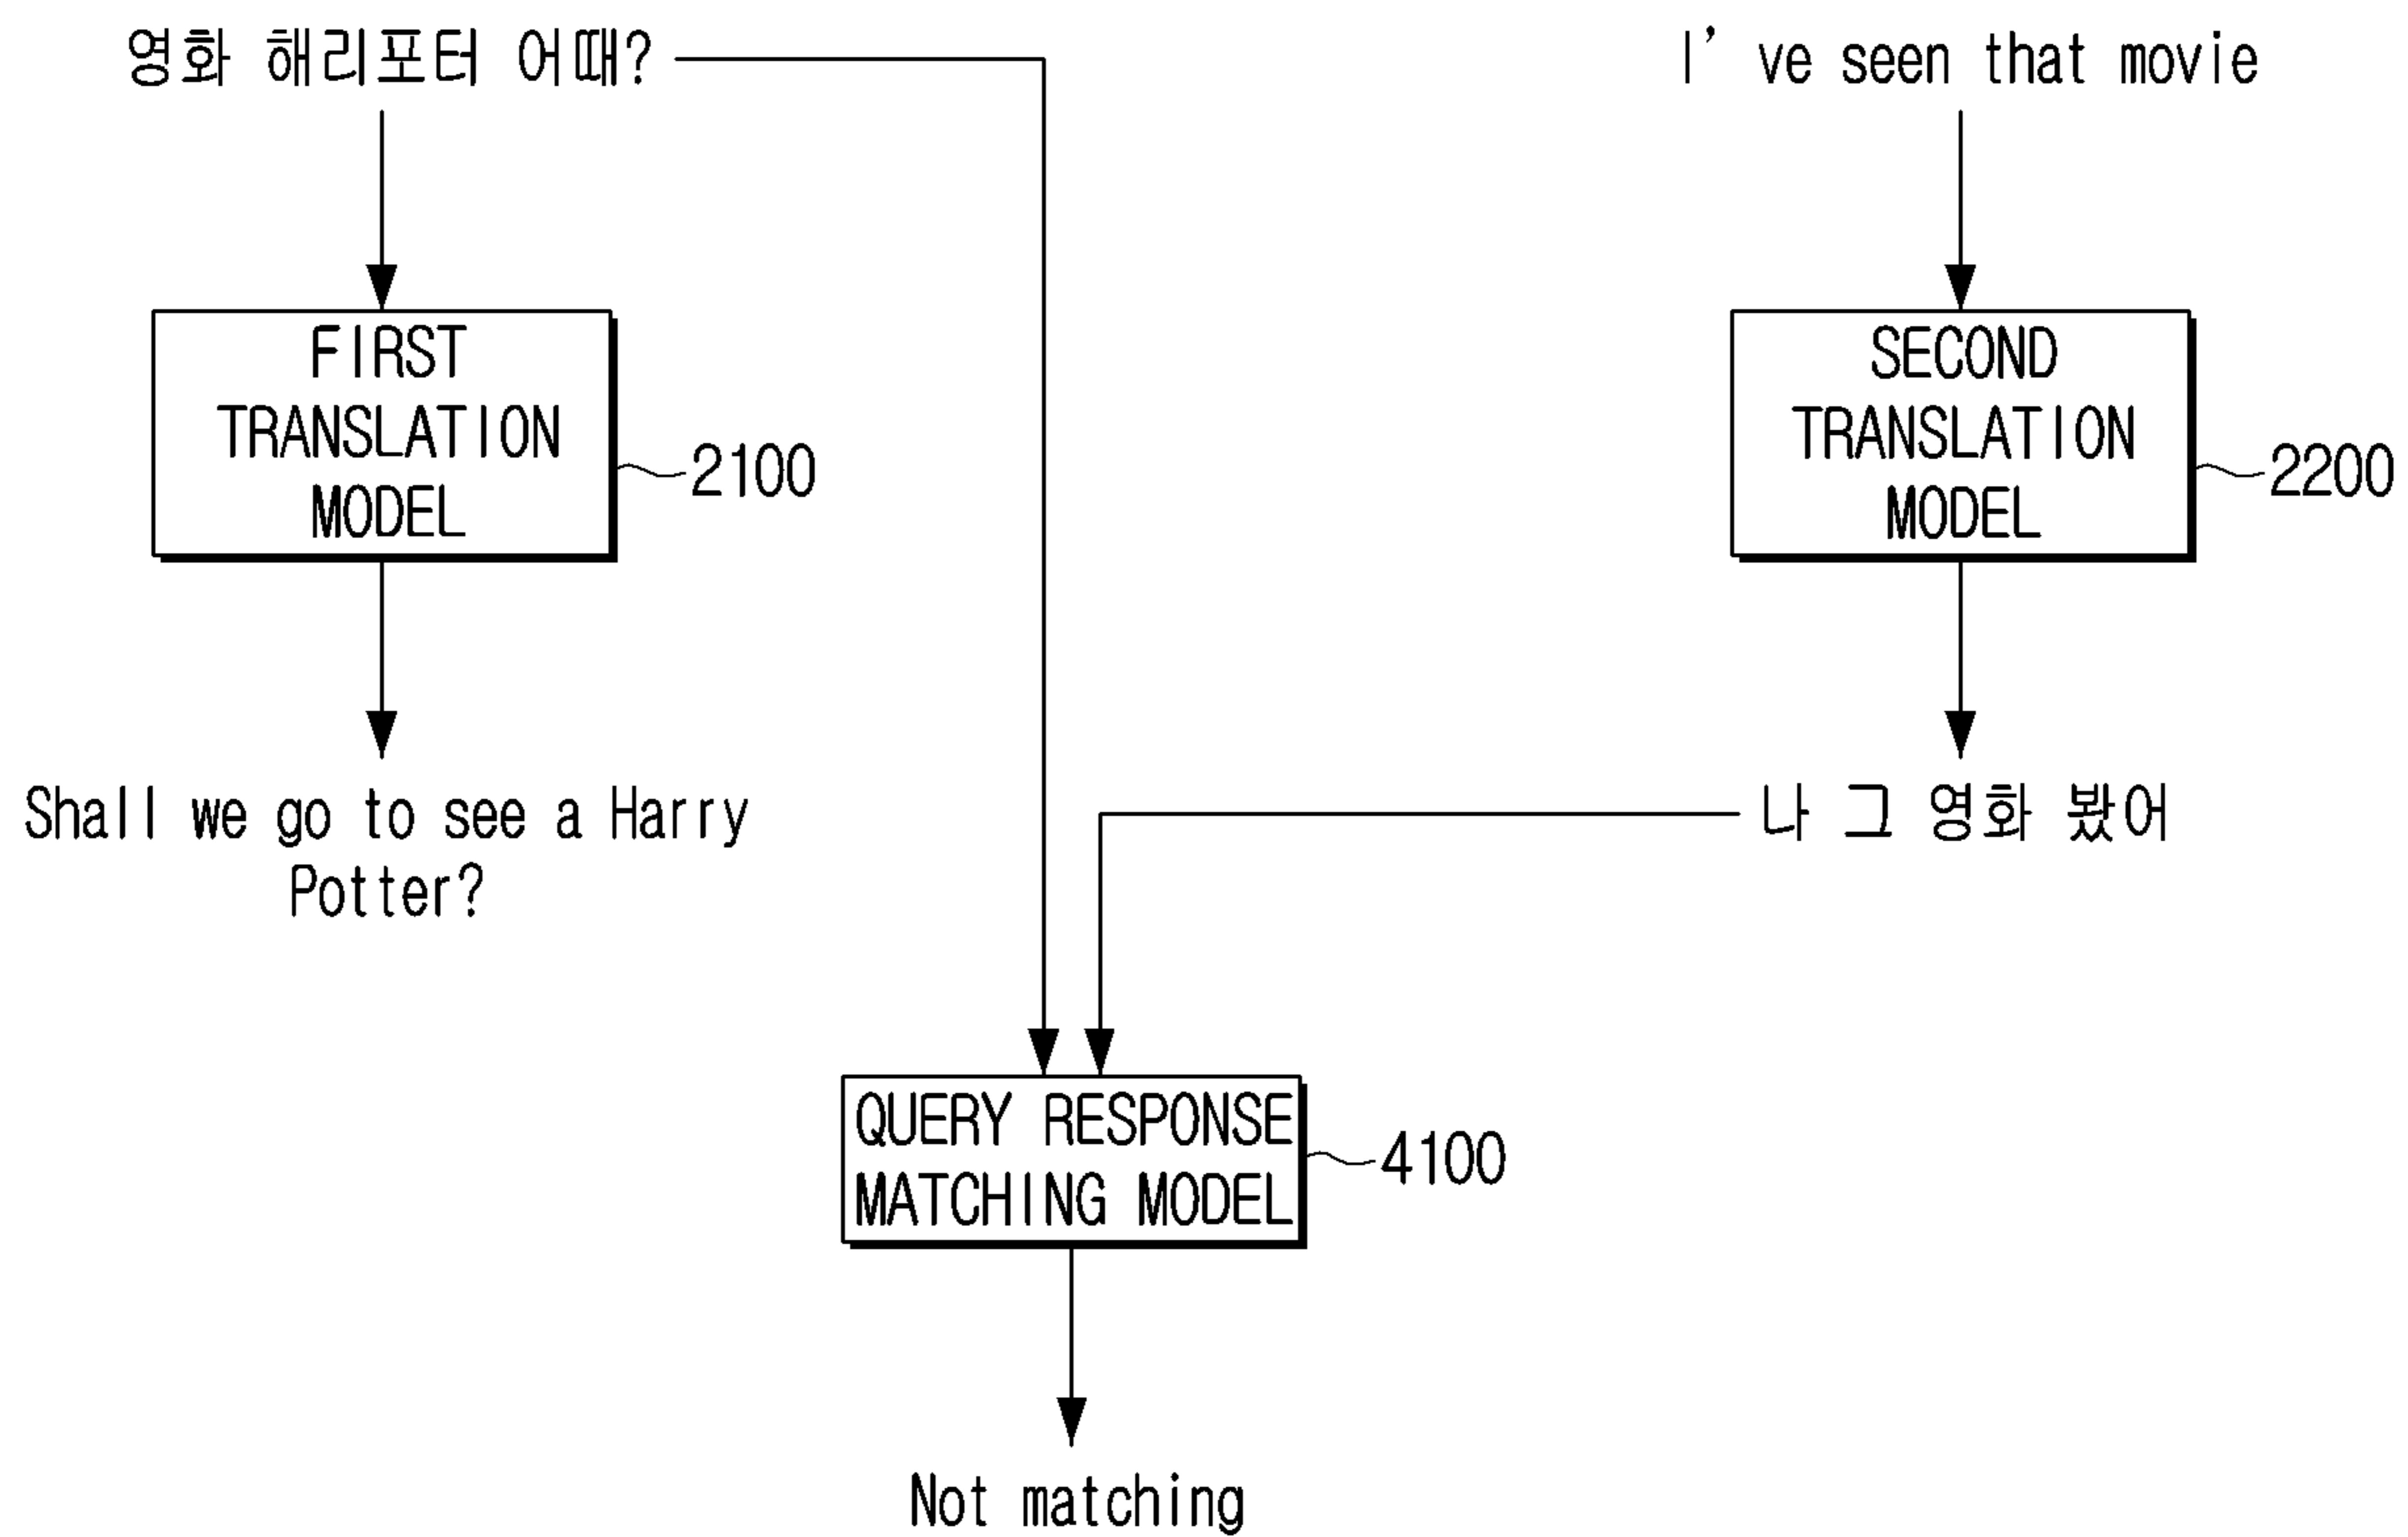 영화 해리포터 어때?
I've seen that movie
FIRST
TRANSLATION
MODEL
2100
SECOND
TRANSLATION
MODEL
2200
Shall we go to see a Harry
Potter?
나 그 영화 봤어
QUERY RESPONSE
MATCHING MODEL
4100
Not matching